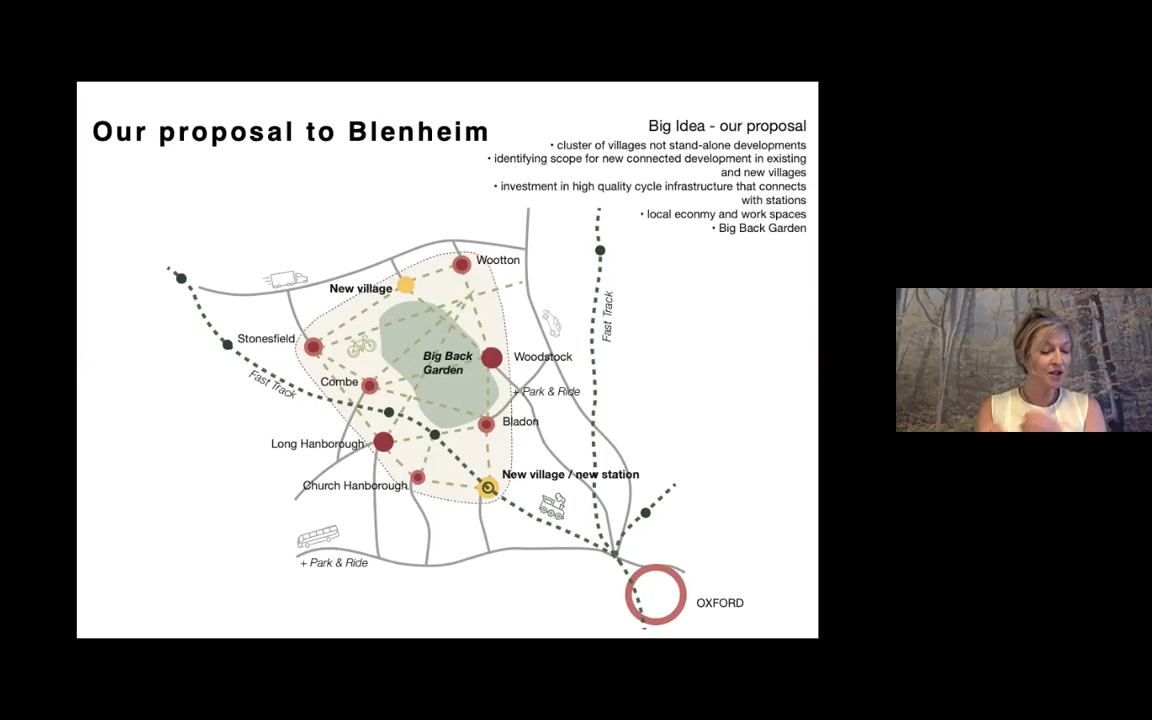 Our proposal to Blenheim
Big Idea - our proposal
• cluster of villages not stand-alone developments
• identifying scope for new connected development in existing
and new villages
• investment in high quality cycle infrastructure that connects
with stations
• local econmy and work spaces
• Big Back Garden
Wootton
New village
Fast Track
Stonesfield
Big Back
Garden
Woodstock
Combe
Fast Track
+ Park & Ride
Bladon
Long Hanborough
New village / new station
Church Hanborough
+ Park & Ride
OXFORD